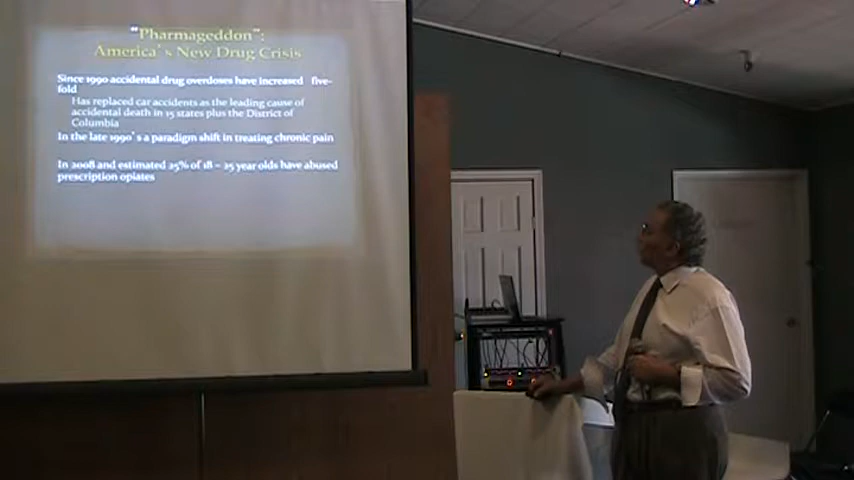 "Pharmageddon":
America's New Drug Crisis
Since 1990 accidental drug overdoses have increased five-
fold
Has replaced car accidents as the leading cause of
accidental death in 15 states plus the District of
Columbia
In the late 1990's a paradigm shift in treating chronic pain
In 2008 and estimated 25% of 18 – 25 year olds have abused
prescription opiates